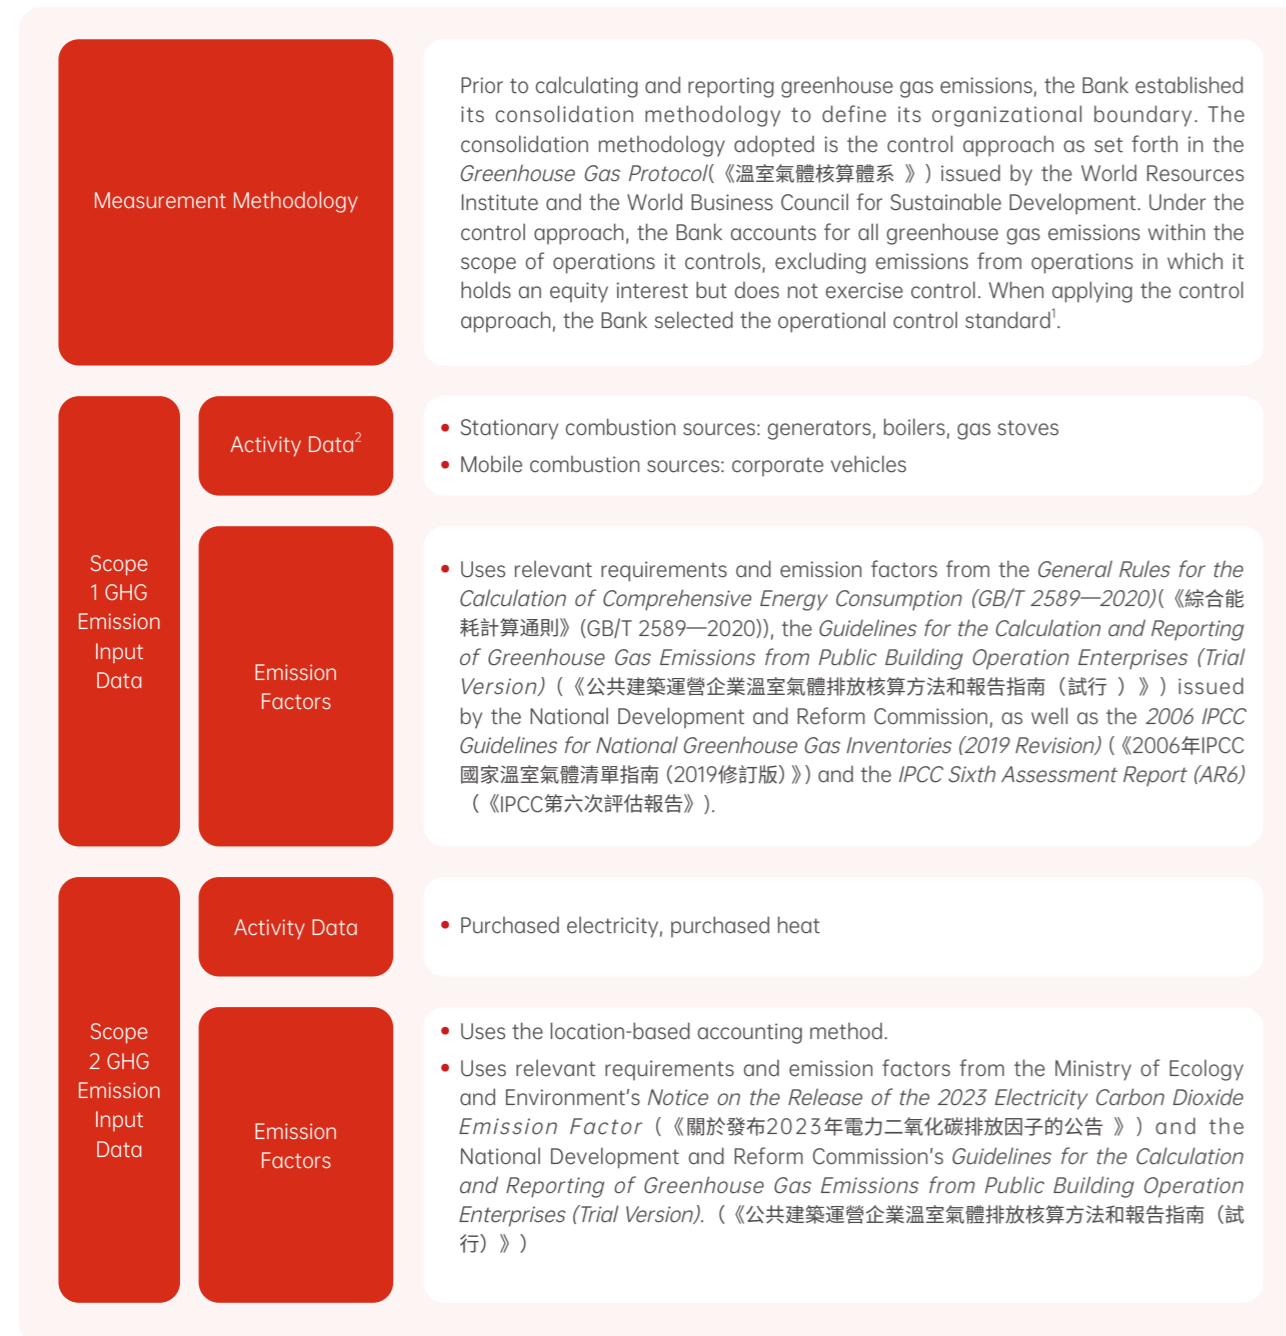 Measurement Methodology
Prior to calculating and reporting greenhouse gas emissions, the Bank established
its consolidation methodology to define its organizational boundary. The
consolidation methodology adopted is the control approach as set forth in the
Greenhouse Gas Protocol(《溫室氣體核算體系 》) issued by the World Resources
Institute and the World Business Council for Sustainable Development. Under the
control approach, the Bank accounts for all greenhouse gas emissions within the
scope of operations it controls, excluding emissions from operations in which it
holds an equity interest but does not exercise control. When applying the control
approach, the Bank selected the operational control standard1.
Scope
1 GHG
Emission
Input
Data
Activity Data2
• Stationary combustion sources: generators, boilers, gas stoves
• Mobile combustion sources: corporate vehicles
Emission
Factors
• Uses relevant requirements and emission factors from the General Rules for the
Calculation of Comprehensive Energy Consumption (GB/T 2589—2020)(《綜合能
耗計算通則》(GB/T 2589—2020)), the Guidelines for the Calculation and Reporting
of Greenhouse Gas Emissions from Public Building Operation Enterprises (Trial
Version)（《公共建築運營企業溫室氣體排放核算方法和報告指南（試行 ）》）issued
by the National Development and Reform Commission, as well as the 2006 IPCC
Guidelines for National Greenhouse Gas Inventories (2019 Revision)(《2006年IPCC
國家溫室氣體清單指南（2019修訂版）》) and the IPCC Sixth Assessment Report (AR6)
（《IPCC第六次評估報告》).
Scope
2 GHG
Emission
Input
Data
Activity Data
• Purchased electricity, purchased heat
Emission
Factors
• Uses the location-based accounting method.
• Uses relevant requirements and emission factors from the Ministry of Ecology
and Environment's Notice on the Release of the 2023 Electricity Carbon Dioxide
Emission Factor（《關於發布2023年電力二氧化碳排放因子的公告 》）and the
National Development and Reform Commission's Guidelines for the Calculation
and Reporting of Greenhouse Gas Emissions from Public Building Operation
Enterprises (Trial Version).（《公共建築運營企業溫室氣體排放核算方法和報告指南（試
行）》）